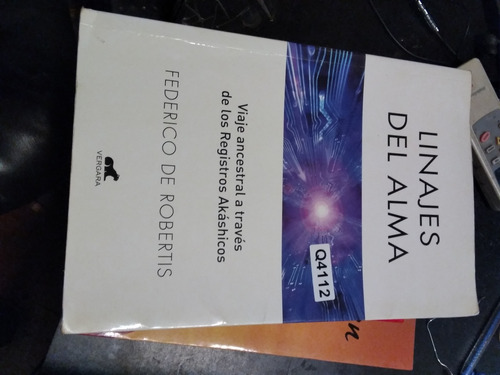 LINAJES
DEL ALMA
Q4112
Viaje ancestral a través
de los Registros Akáshicos
FEDERICO DE ROBERTIS
VERGARA